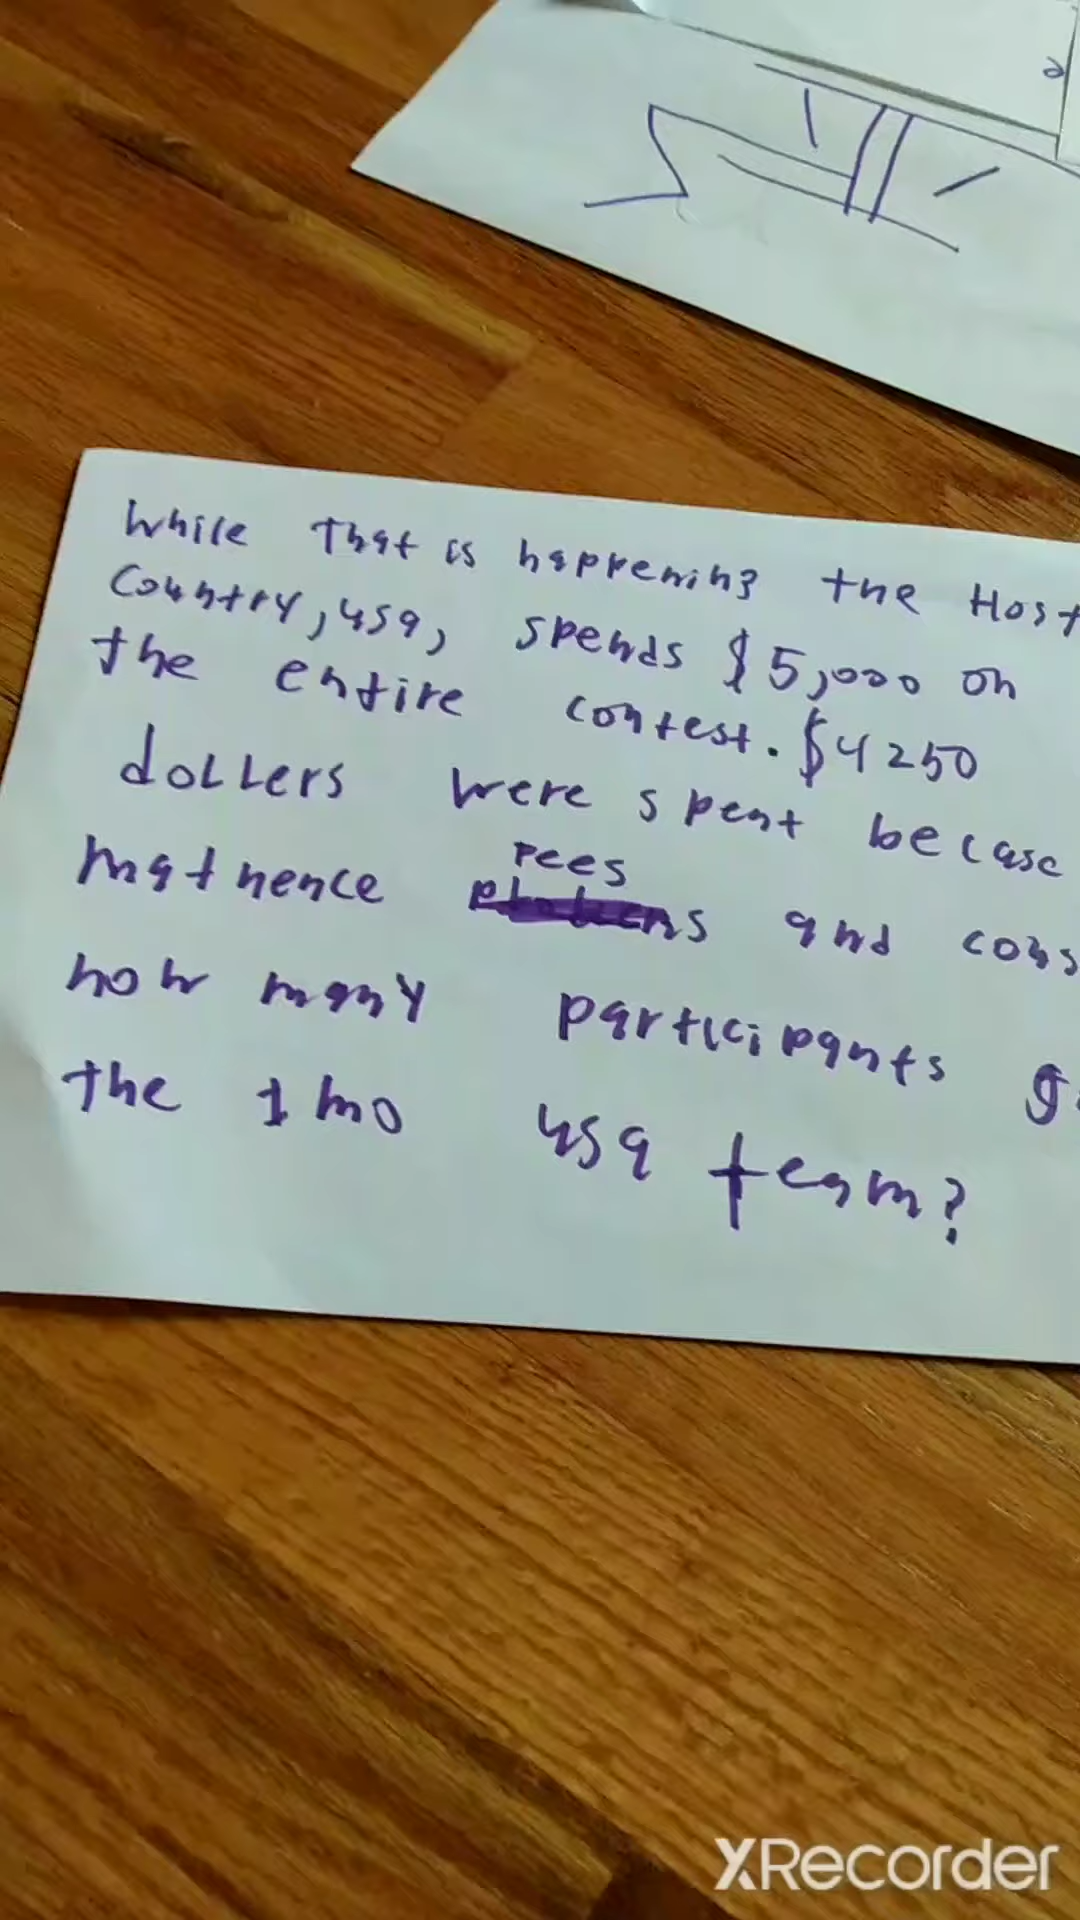 While That is happening the Host
Country, usa, spends $5,000 on
the entire contest. $4250
dollers were spent becase
matnence fees and cons
how many participants g
the imo usa team?
XRecorder